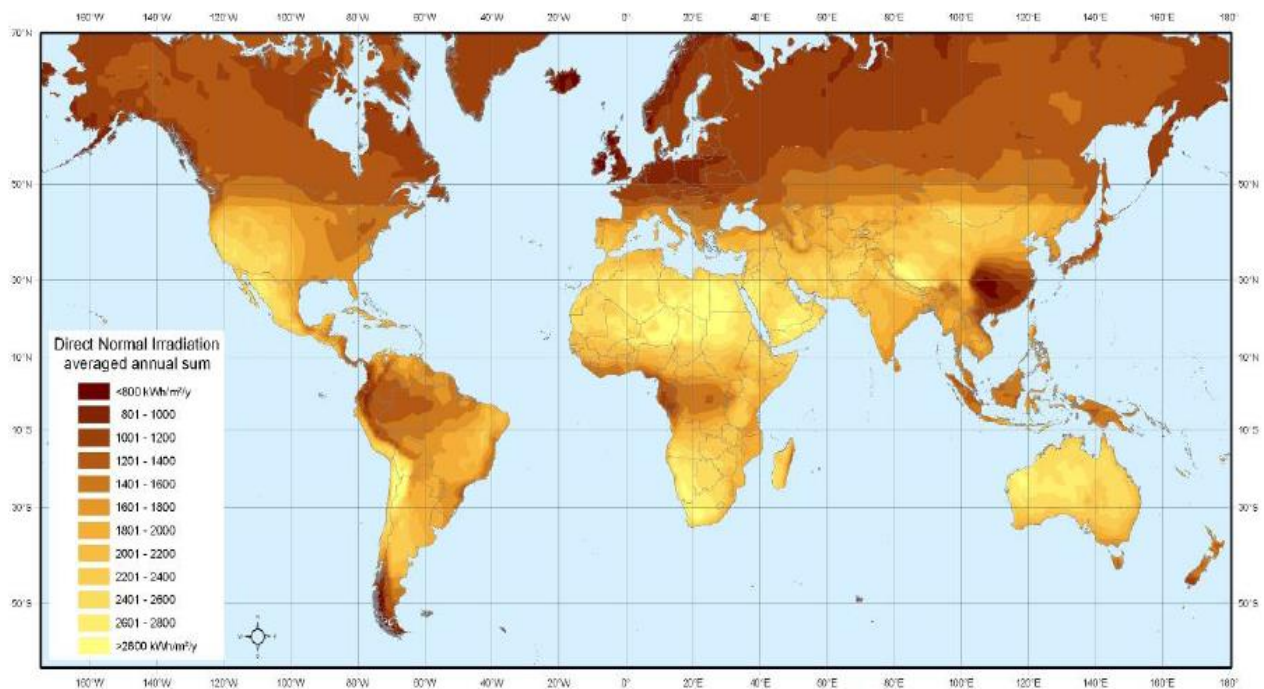 160°W 140°W 120°W 100°W 80°W 60°W 40°W 20°W 0° 20°E 40°E 60°E 80°E 100°E 120°E 140°E 160°E 180°
70°N 70°N
50°N 50°N
30°N 30°N
10°N 10°N
10°S 10°S
30°S 30°S
50°S 50°S
Direct Normal Irradiation
averaged annual sum
<800 kWh/m²/y
801 - 1000
1001 - 1200
1201 - 1400
1401 - 1600
1601 - 1800
1801 - 2000
2001 - 2200
2201 - 2400
2401 - 2600
2601 - 2800
>2800 kWh/m²/y
160°W 140°W 120°W 100°W 80°W 60°W 40°W 20°W 0° 20°E 40°E 60°E 80°E 100°E 120°E 140°E 160°E 180°